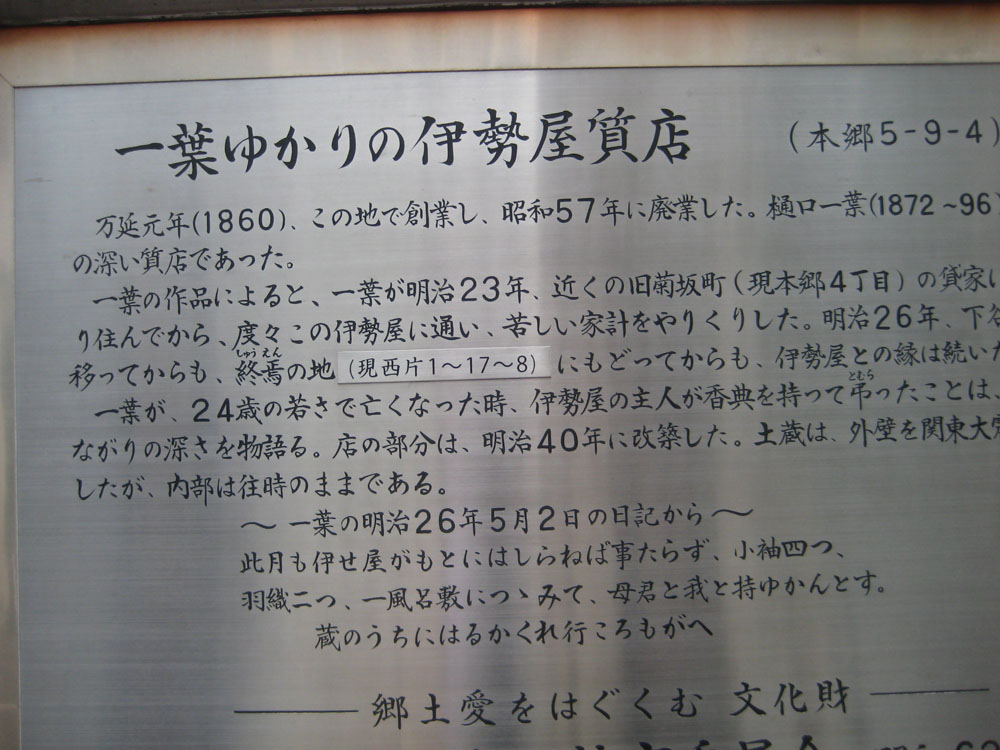 一葉ゆかりの伊勢屋質店 (本郷5-9-4)
万延元年(1860)、この地で創業し、昭和57年に廃業した。樋口一葉(1872~96)
の深い質店であった。
一葉の作品によると、一葉が明治23年、近くの旧菊坂町(現本郷4丁目)の貸家に
り住んでから、度々この伊勢屋に通い、苦しい家計をやりくりした。明治26年、下谷
移ってからも、終焉の地(現西片1〜17〜8)にもどってからも、伊勢屋との縁は続いた
一葉が、24歳の若さで亡くなった時、伊勢屋の主人が香典を持って弔ったことは、
ながりの深さを物語る。店の部分は、明治40年に改築した。土蔵は、外壁を関東大
したが、内部は往時のままである。
〜一葉の明治26年5月2日の日記から〜
此月も伊せ屋がもとにはしらねば事たらず、小袖四つ、
羽織二つ、一風呂敷につゝみて、母君と我と持ゆかんとす。
蔵のうちにはるかくれ行ころもがへ
郷土愛をはぐくむ 文化財